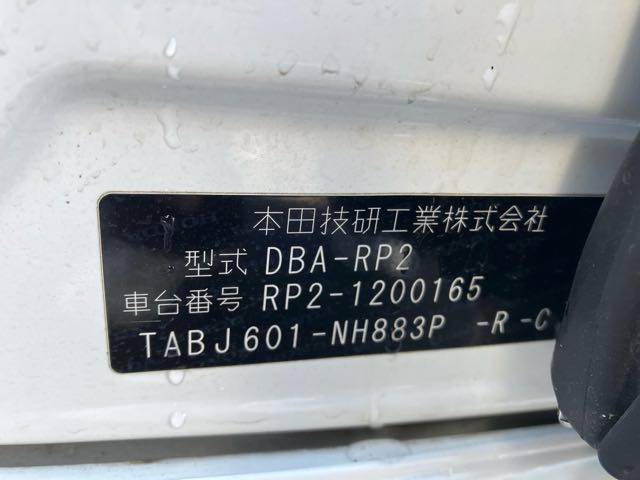 本田技研工業株式会社
型式 DBA-RP2
車台番号 RP2-1200165
TABJ601-NH883P -R -C